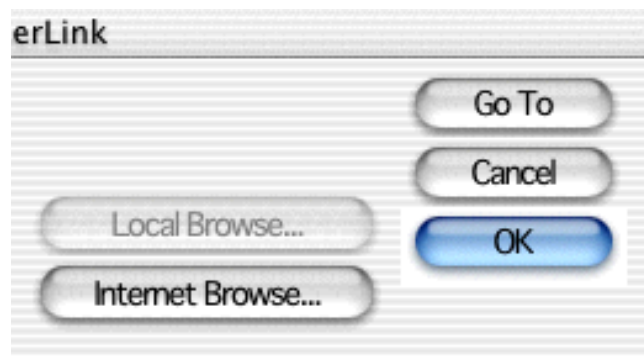 erLink
Go To
Cancel
Local Browse...
OK
Internet Browse...